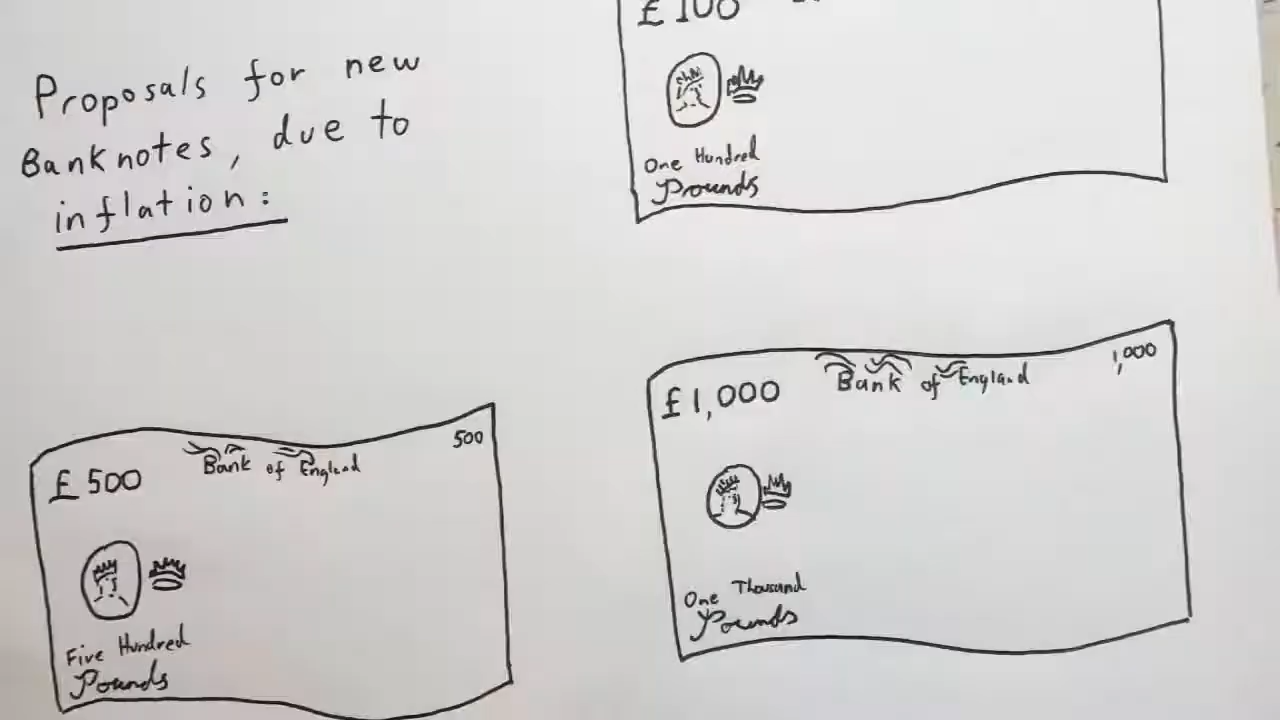 Proposals for new
Banknotes, due to
inflation:
£100
One Hundred
Pounds
£500
Bank of England
500
Five Hundred
Pounds
£1,000
Bank of England
1,000
One Thousand
Pounds